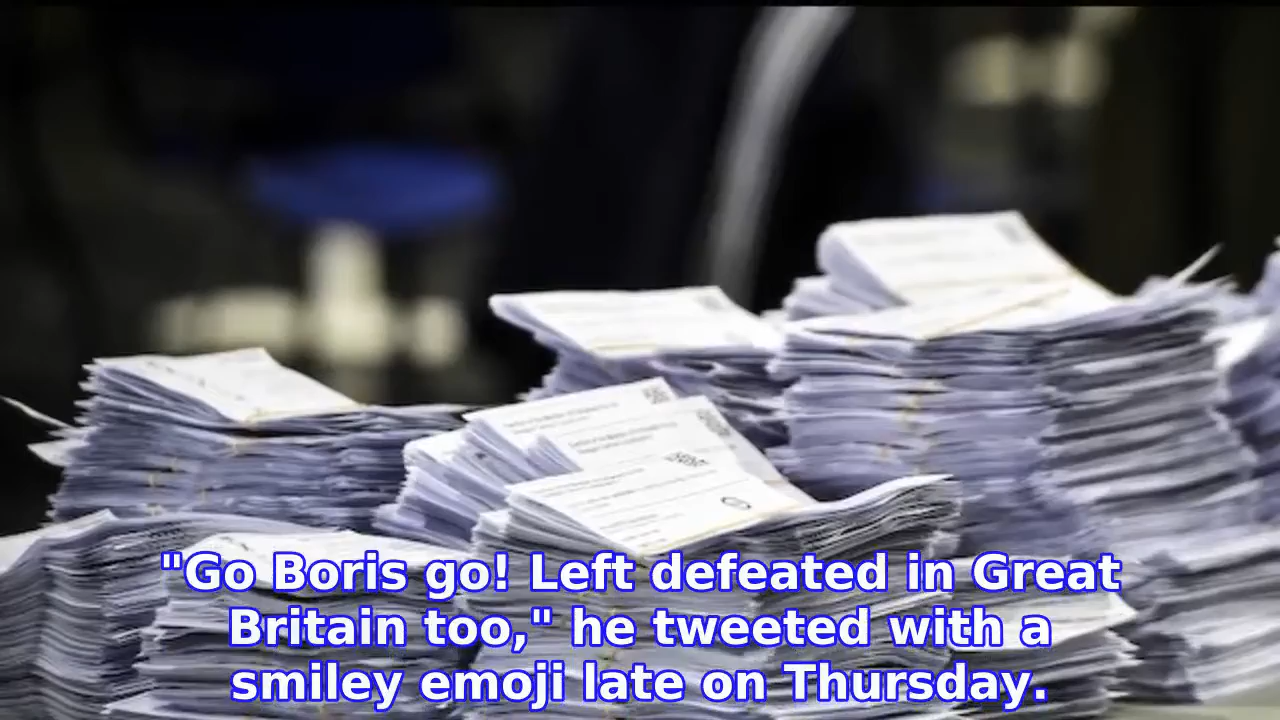 "Go Boris go! Left defeated in Great
Britain too," he tweeted with a
smiley emoji late on Thursday.